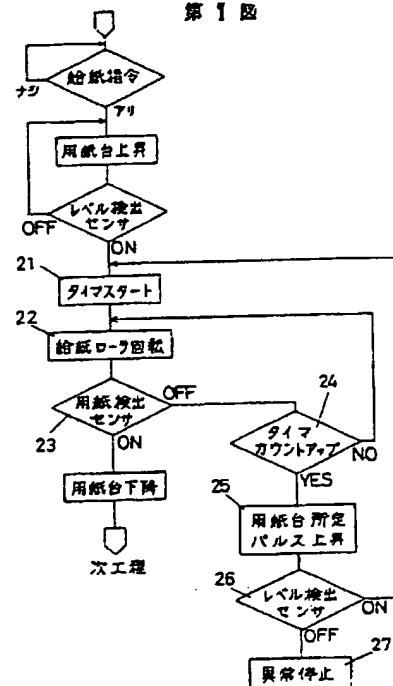 第1図
給紙指令
ナシ
アリ
用紙台上昇
レベル検出
センサ
OFF
ON
21
タイマスタート
22
給紙ローラ回転
用紙検出
センサ
OFF
23
ON
24
タイマ
カウントアップ
NO
YES
用紙台下降
25
用紙台所定
パルス上昇
次工程
26
レベル検出
センサ
ON
OFF
27
異常停止